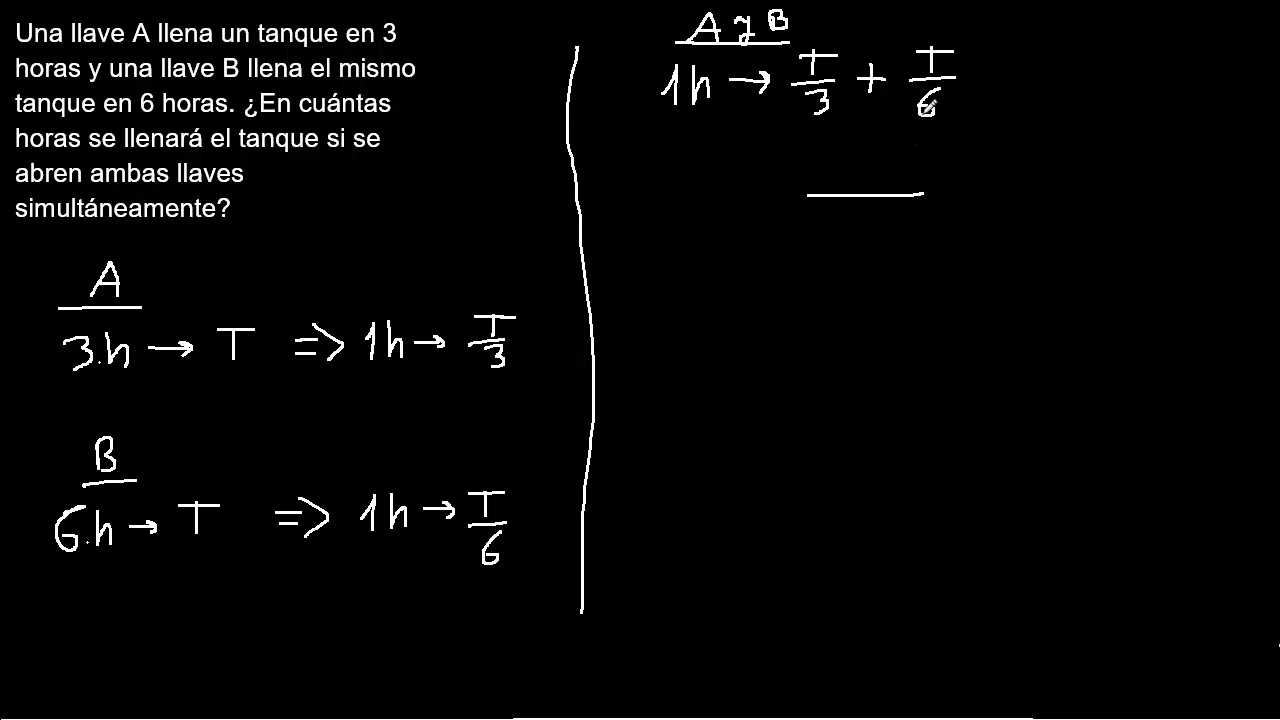 Una llave A llena un tanque en 3
horas y una llave B llena el mismo
tanque en 6 horas. ¿En cuántas
horas se llenará el tanque si se
abren ambas llaves
simultáneamente?
A
3.h → T => 1h → T/3
B
6.h → T => 1h → T/6
A y B
1h → T/3 + T/6